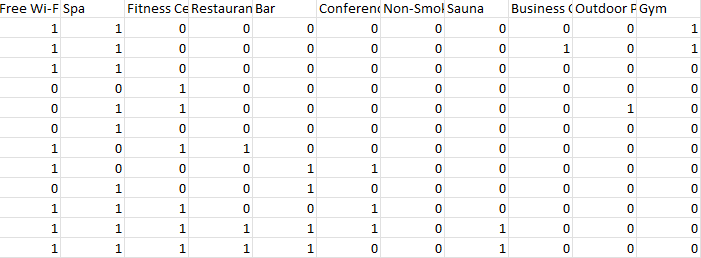 Free Wi-F Spa Fitness Ce Restauran Bar Conferenc Non-Smol Sauna Business C Outdoor P Gym
1 1 0 0 0 0 0 0 0 0 1
1 1 0 0 0 0 0 0 1 0 1
1 1 0 0 0 0 0 0 0 0 0
0 0 1 0 0 0 0 0 0 0 0
0 1 1 0 0 0 0 0 0 1 0
0 1 0 0 0 0 0 0 0 0 0
1 0 1 1 0 0 0 0 0 0 0
1 0 0 0 1 1 0 0 0 0 0
0 1 0 0 1 0 0 0 0 0 0
1 1 1 0 0 1 0 0 0 0 0
1 1 1 1 1 1 0 1 0 0 0
1 1 1 1 1 0 0 1 0 0 0